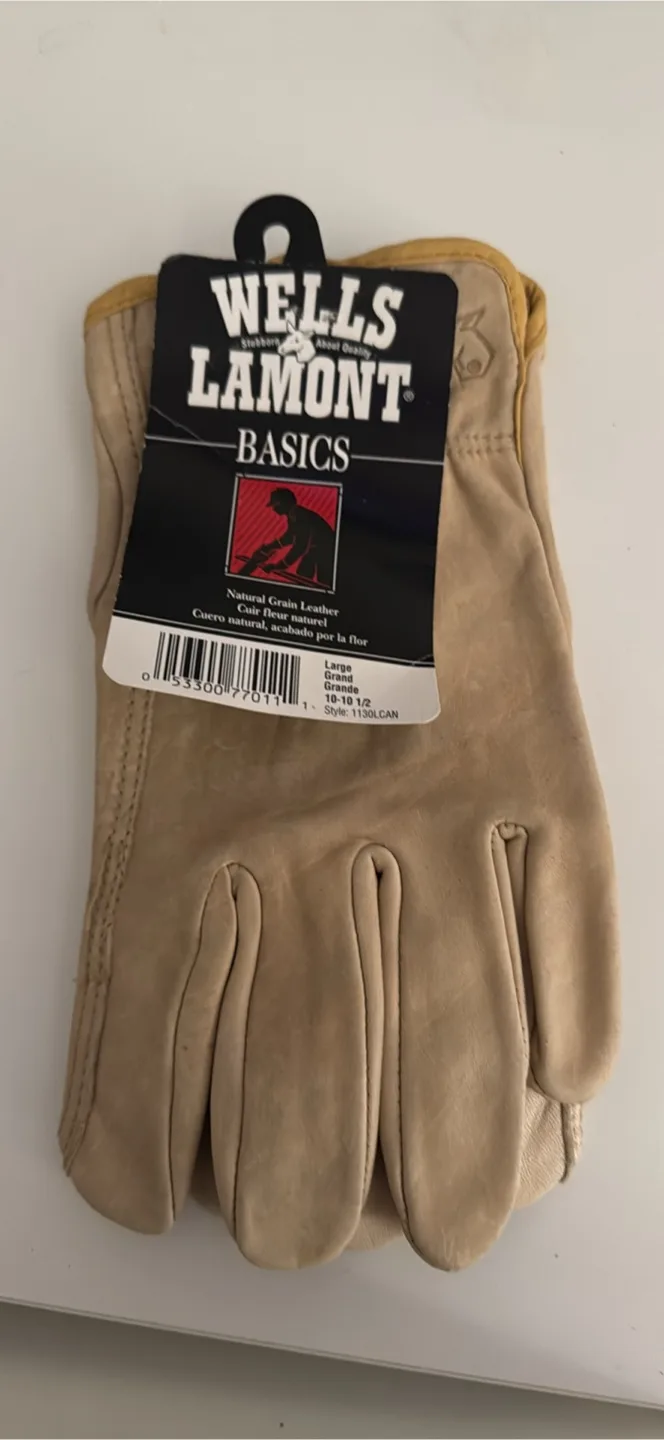 WELLS
Stubborn About Quality
LAMONT®
BASICS
Natural Grain Leather
Cuir fleur naturel
Cuero natural, acabado por la flor
0 53300 77011 1
Large
Grand
Grande
10-10 1/2
Style: 1130LCAN